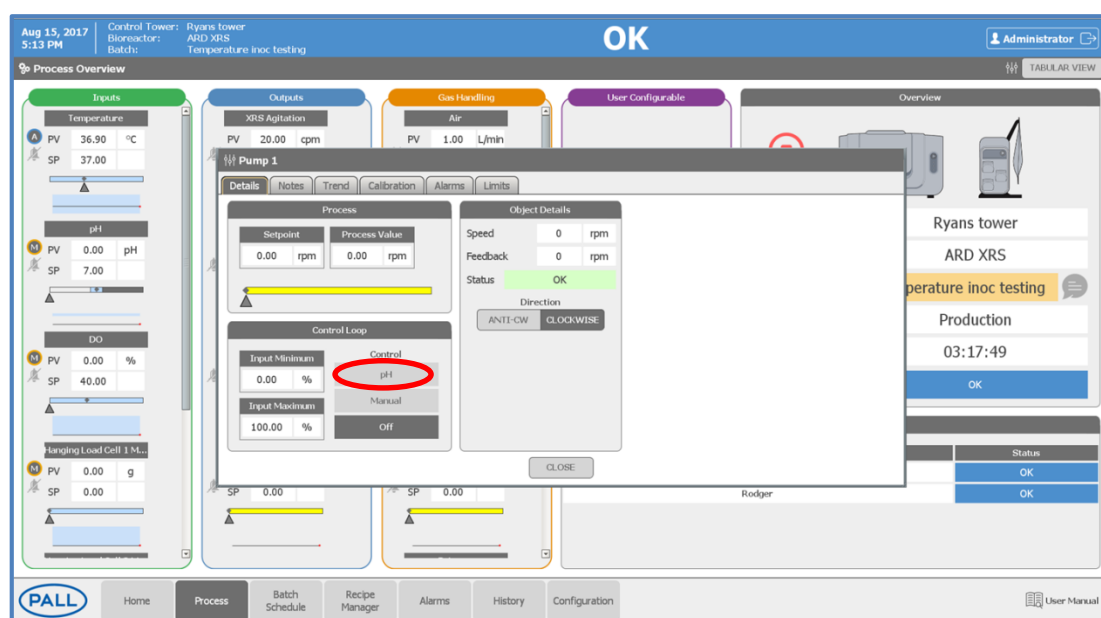 Aug 15, 2017
5:13 PM
Control Tower: Ryans tower
Bioreactor: ARD XRS
Batch: Temperature inoc testing
OK
Administrator
Process Overview
TABULAR VIEW
Inputs
Outputs
Gas Handling
User Configurable
Overview
Temperature
XRS Agitation
Air
A
PV 36.90 °C
PV 20.00 cpm
PV 1.00 L/min
SP 37.00
pH
M
PV 0.00 pH
SP 7.00
DO
M
PV 0.00 %
SP 40.00
Hanging Load Cell 1 M...
M
PV 0.00 g
SP 0.00
SP 0.00
SP 0.00
Pump 1
Details Notes Trend Calibration Alarms Limits
Process
Setpoint Process Value
0.00 rpm 0.00 rpm
Control Loop
Input Minimum
0.00 %
Input Maximum
100.00 %
Control
pH
Manual
Off
Object Details
Speed 0 rpm
Feedback 0 rpm
Status OK
Direction
ANTI-CW CLOCKWISE
CLOSE
Ryans tower
ARD XRS
perature inoc testing
Production
03:17:49
OK
Status
OK
Rodger OK
PALL
Home
Process
Batch
Schedule
Recipe
Manager
Alarms
History
Configuration
User Manual